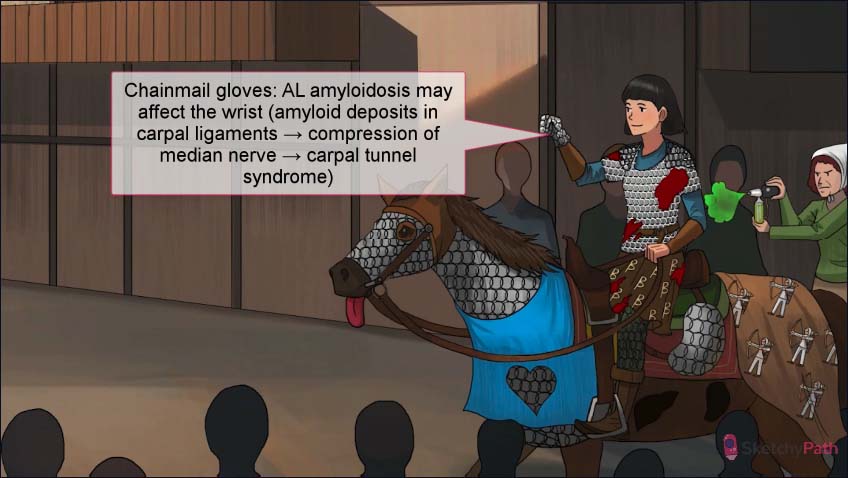 Chainmail gloves: AL amyloidosis may
affect the wrist (amyloid deposits in
carpal ligaments → compression of
median nerve → carpal tunnel
syndrome)
SketchyPath